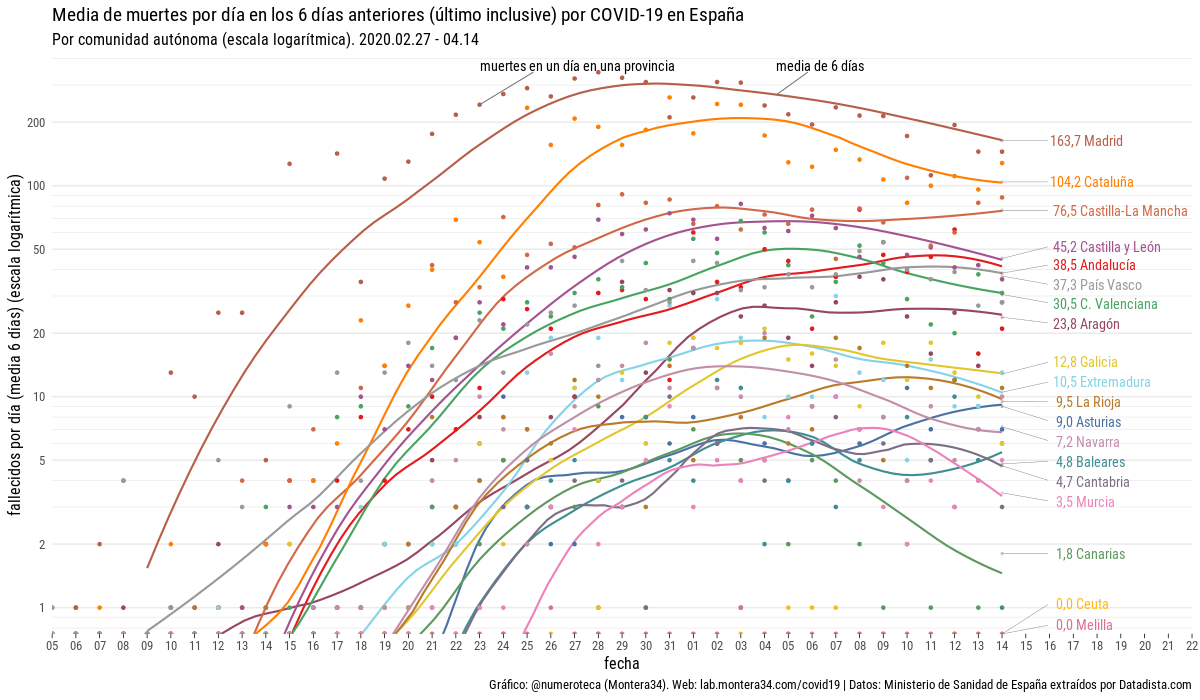 Media de muertes por día en los 6 días anteriores (último inclusive) por COVID-19 en España
Por comunidad autónoma (escala logarítmica). 2020.02.27 - 04.14
muertes en un día en una provincia
media de 6 días
fallecidos por día (media 6 días) (escala logarítmica)
200
100
50
20
10
5
2
1
163,7 Madrid
104,2 Cataluña
76,5 Castilla-La Mancha
45,2 Castilla y León
38,5 Andalucía
37,3 País Vasco
30,5 C. Valenciana
23,8 Aragón
12,8 Galicia
10,5 Extremadura
9,5 La Rioja
9,0 Asturias
7,2 Navarra
4,8 Baleares
4,7 Cantabria
3,5 Murcia
1,8 Canarias
0,0 Ceuta
0,0 Melilla
05 06 07 08 09 10 11 12 13 14 15 16 17 18 19 20 21 22 23 24 25 26 27 28 29 30 31 01 02 03 04 05 06 07 08 09 10 11 12 13 14 15 16 17 18 19 20 21 22
fecha
Gráfico: @numeroteca (Montera34). Web: lab.montera34.com/covid19 | Datos: Ministerio de Sanidad de España extraídos por Datadista.com